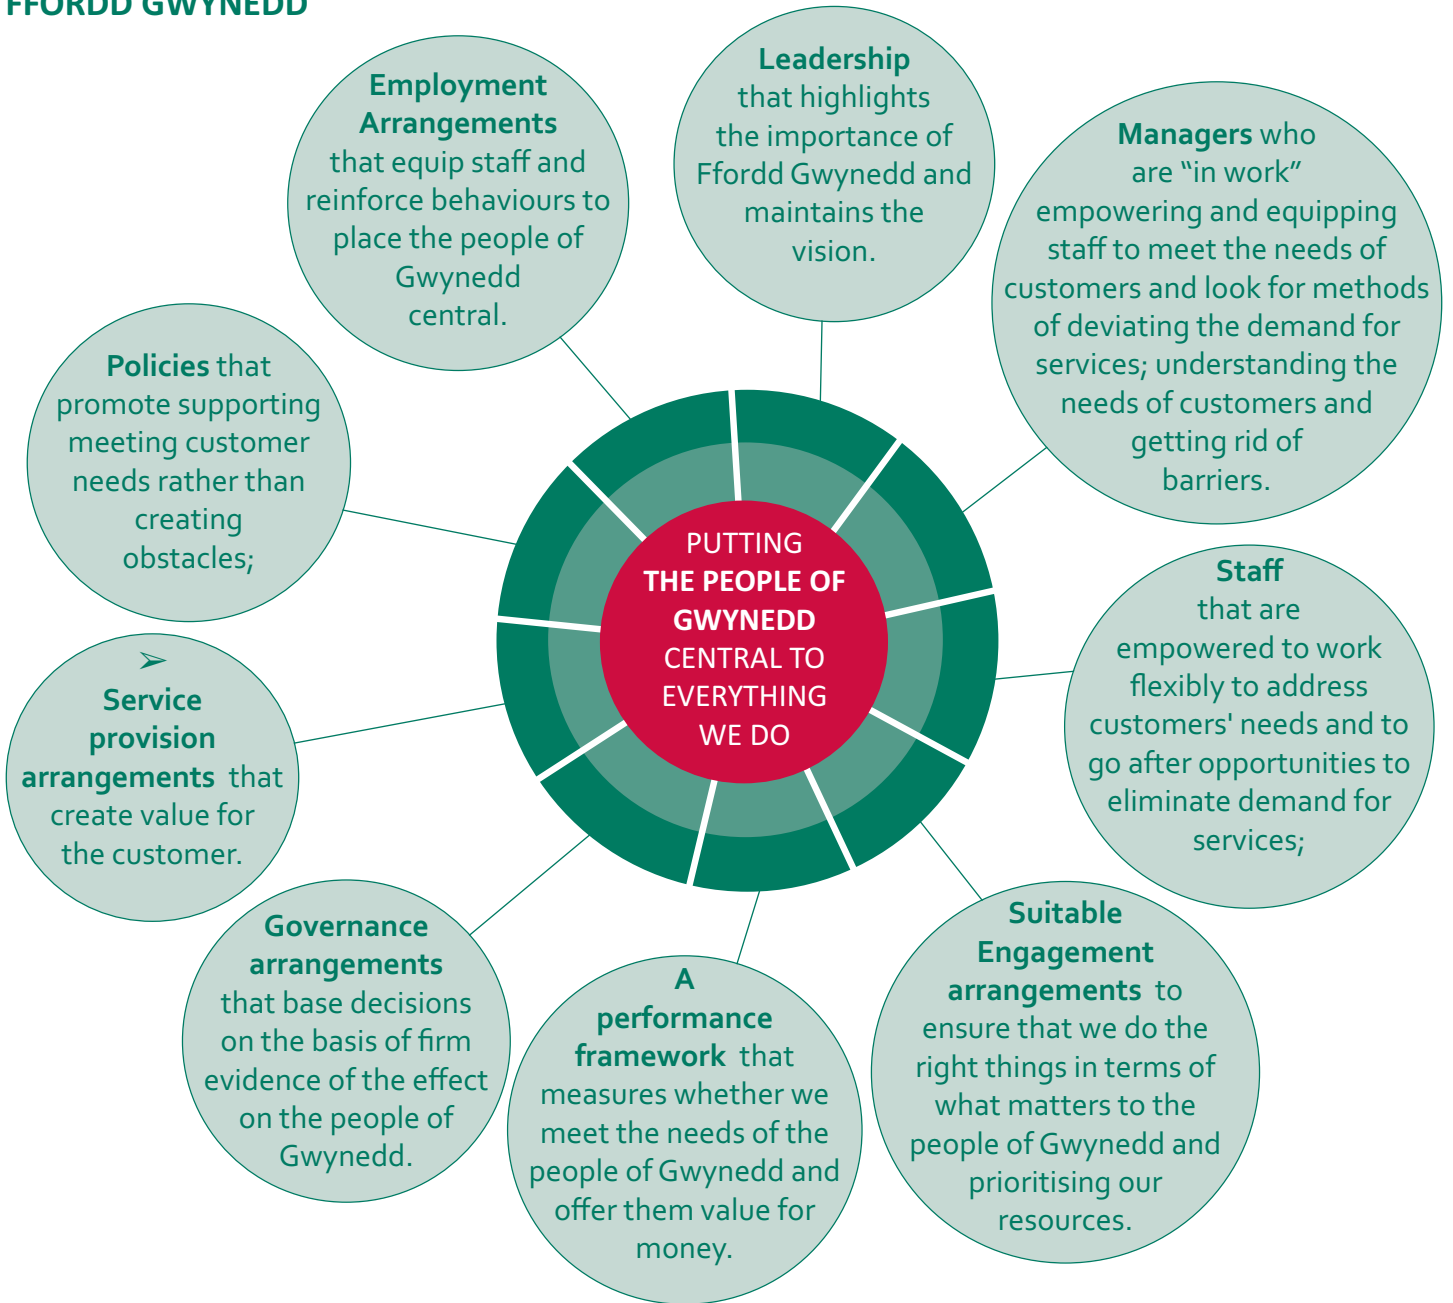 FFORDD GWYNEDD
Leadership
that highlights
the importance of
Ffordd Gwynedd and
maintains the
vision.
Managers who
are “in work”
empowering and equipping
staff to meet the needs of
customers and look for methods
of deviating the demand for
services; understanding the
needs of customers and
getting rid of
barriers.
Staff
that are
empowered to work
flexibly to address
customers' needs and to
go after opportunities to
eliminate demand for
services;
Suitable
Engagement
arrangements to
ensure that we do the
right things in terms of
what matters to the
people of Gwynedd and
prioritising our
resources.
A
performance
framework that
measures whether we
meet the needs of the
people of Gwynedd and
offer them value for
money.
Governance
arrangements
that base decisions
on the basis of firm
evidence of the effect
on the people of
Gwynedd.
➢
Service
provision
arrangements that
create value for
the customer.
Policies that
promote supporting
meeting customer
needs rather than
creating
obstacles;
Employment
Arrangements
that equip staff and
reinforce behaviours to
place the people of
Gwynedd
central.
PUTTING
THE PEOPLE OF
GWYNEDD
CENTRAL TO
EVERYTHING
WE DO